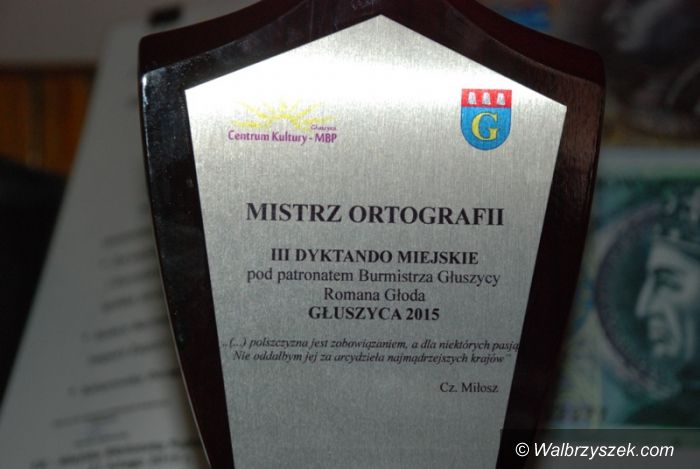 Głuszyca
Centrum Kultury - MBP
G
MISTRZ ORTOGRAFII
III DYKTANDO MIEJSKIE
pod patronatem Burmistrza Głuszycy
Romana Głoda
GŁUSZYCA 2015
„(...) polszczyzna jest zobowiązaniem, a dla niektórych pasją
Nie oddałbym jej za arcydzieła najmądrzejszych krajów”
Cz. Miłosz
© Walbrzyszek.com